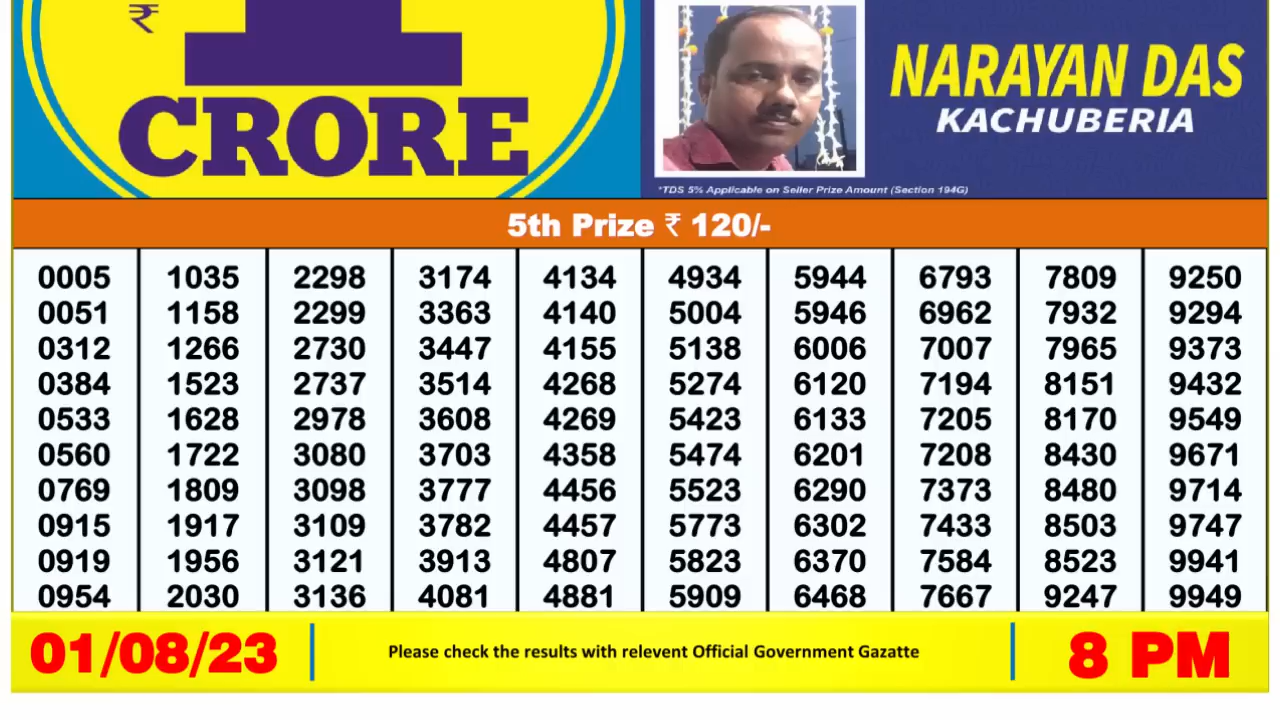 ₹
1
CRORE
NARAYAN DAS
KACHUBERIA
*TDS 5% Applicable on Seller Prize Amount (Section 194G)
5th Prize ₹ 120/-
0005 1035 2298 3174 4134 4934 5944 6793 7809 9250
0051 1158 2299 3363 4140 5004 5946 6962 7932 9294
0312 1266 2730 3447 4155 5138 6006 7007 7965 9373
0384 1523 2737 3514 4268 5274 6120 7194 8151 9432
0533 1628 2978 3608 4269 5423 6133 7205 8170 9549
0560 1722 3080 3703 4358 5474 6201 7208 8430 9671
0769 1809 3098 3777 4456 5523 6290 7373 8480 9714
0915 1917 3109 3782 4457 5773 6302 7433 8503 9747
0919 1956 3121 3913 4807 5823 6370 7584 8523 9941
0954 2030 3136 4081 4881 5909 6468 7667 9247 9949
01/08/23
Please check the results with relevent Official Government Gazatte
8 PM